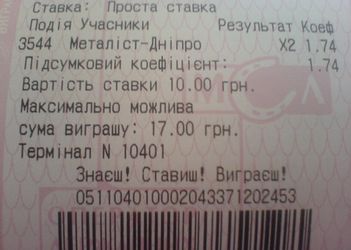 Ставка: Проста ставка
Подія Учасники Результат Коеф
3544 Металіст-Дніпро X2 1.74
Підсумковий коефіцієнт: 1.74
Вартість ставки 10.00 грн.
Максимально можлива
сума виграшу: 17.00 грн.
Термінал N 10401
Знаєш! Ставиш! Виграєш!
051104010002043371202453